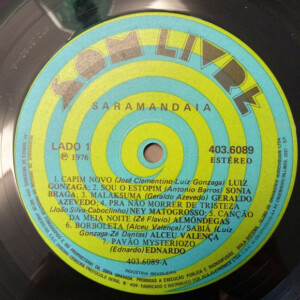 SOM LIVRE
SARAMANDAIA
LADO 1
℗ 1976
403.6089
ESTÉREO
1. CAPIM NOVO (José Clementino-Luiz Gonzaga) LUIZ
GONZAGA; 2. SOU O ESTOPIM (Antonio Barros) SONIA
BRAGA; 3. MALAKSUMA (Geraldo Azevedo) GERALDO
AZEVEDO; 4. PRA NÃO MORRER DE TRISTEZA
(João Silva-Caboclinho) NEY MATOGROSSO; 5. CANÇÃO
DA MEIA NOITE (Zé Flavio) ALMÔNDEGAS
6. BORBOLETA (Alceu Valença)/SABIÁ (Luiz
Gonzaga-Zé Dantas) ALCEU VALENÇA
7. PAVÃO MYSTERIOZO
(Ednardo) EDNARDO
403.6089-A
INDÚSTRIA BRASILEIRA